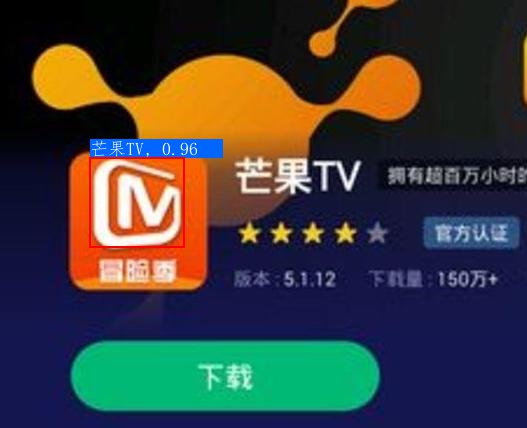 芒果TV, 0.96
芒果TV
拥有超百万小时
官方认证
冒险季
版本：5.1.12
下载量：150万+
下载